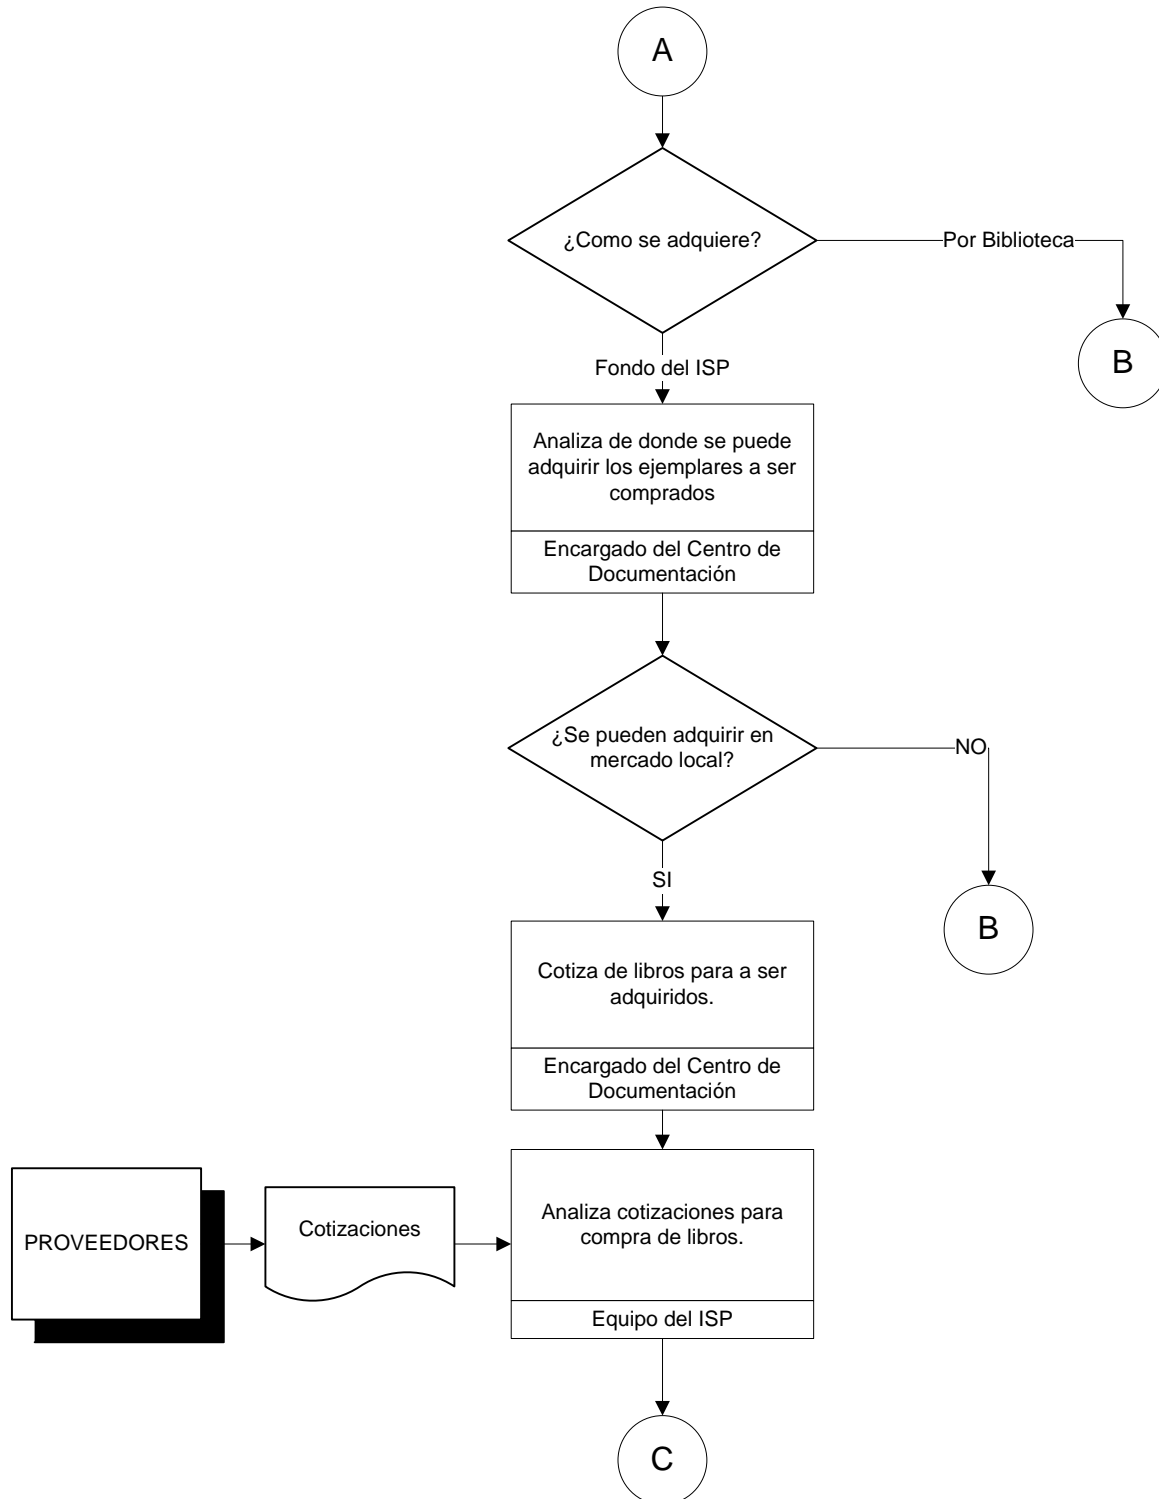 A
¿Como se adquiere?
Por Biblioteca
B
Fondo del ISP
Analiza de donde se puede
adquirir los ejemplares a ser
comprados
Encargado del Centro de
Documentación
¿Se pueden adquirir en
mercado local?
NO
B
SI
Cotiza de libros para a ser
adquiridos.
Encargado del Centro de
Documentación
PROVEEDORES
Cotizaciones
Analiza cotizaciones para
compra de libros.
Equipo del ISP
C